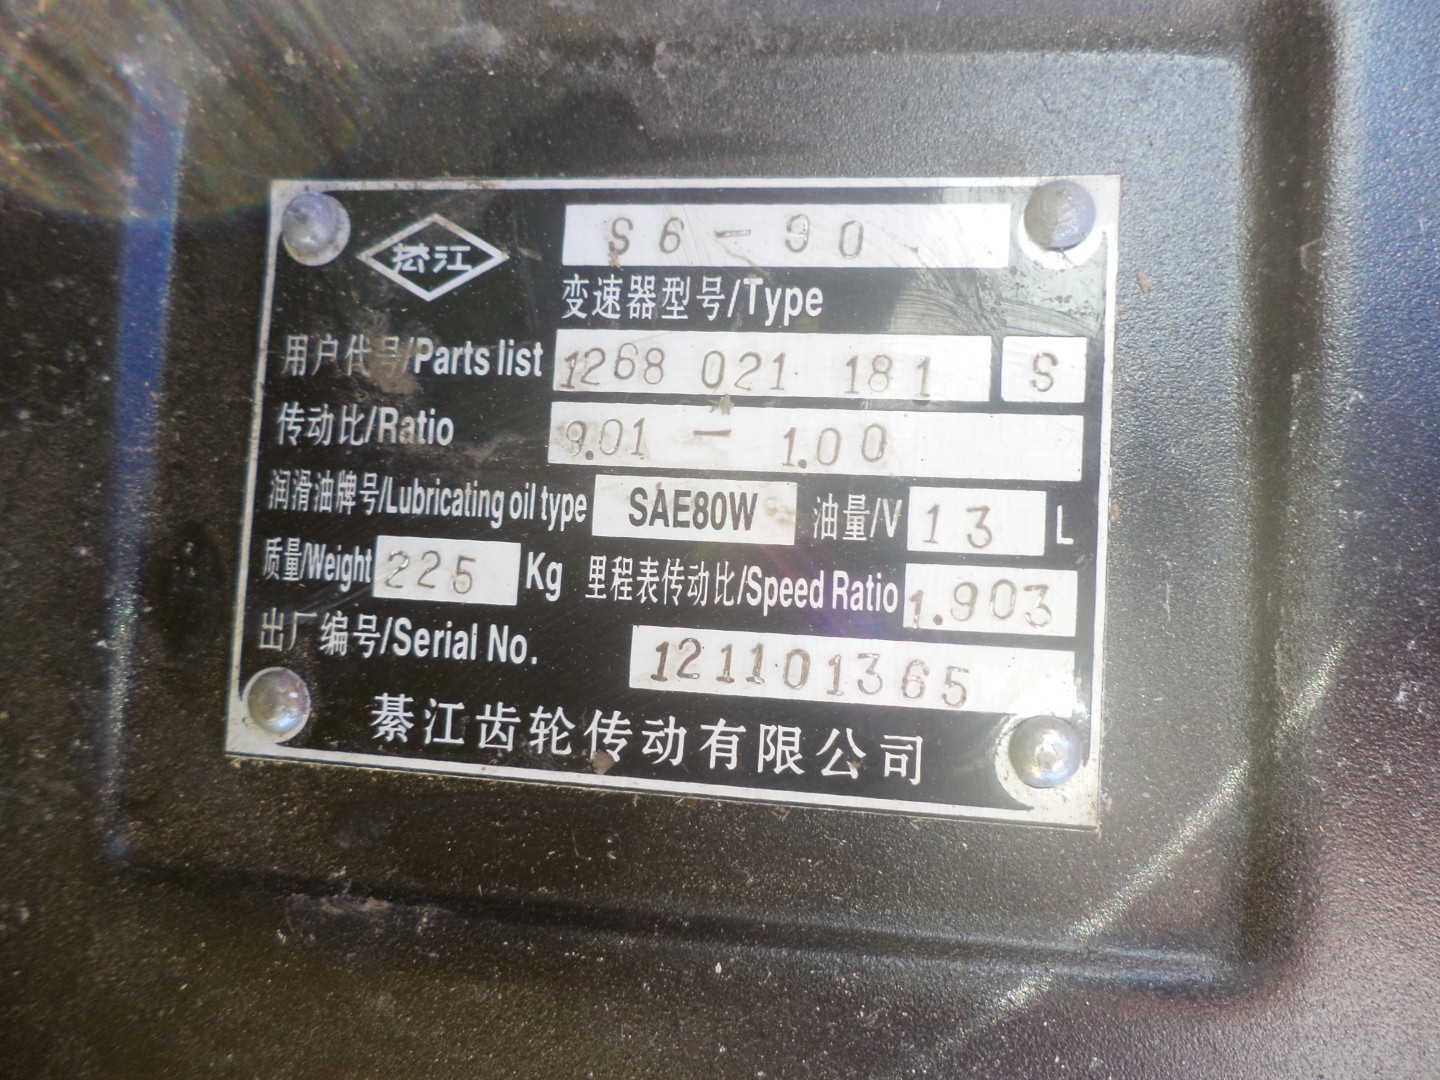 綦江
S6-90
变速器型号/Type
用户代号/Parts list 1268 021 181 S
传动比/Ratio 9.01 - 1.00
润滑油牌号/Lubricating oil type SAE80W 油量/V 13 L
质量/Weight 225 Kg 里程表传动比/Speed Ratio 1.903
出厂编号/Serial No. 121101365
綦江齿轮传动有限公司